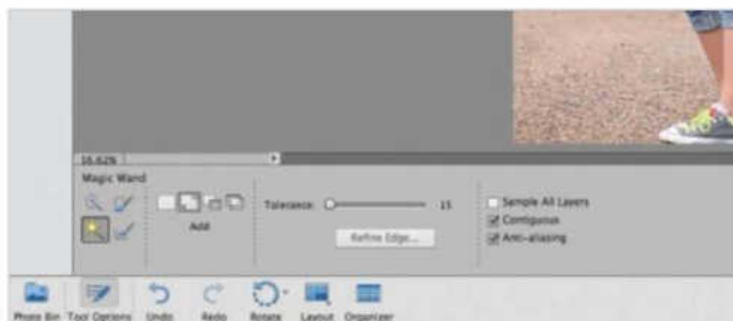 16.62%
Magic Wand
Tolerance: 15
Add
Refine Edge...
Sample All Layers
Contiguous
Anti-aliasing
Photo Bin Tool Options Undo Redo Rotate Layout Organizer